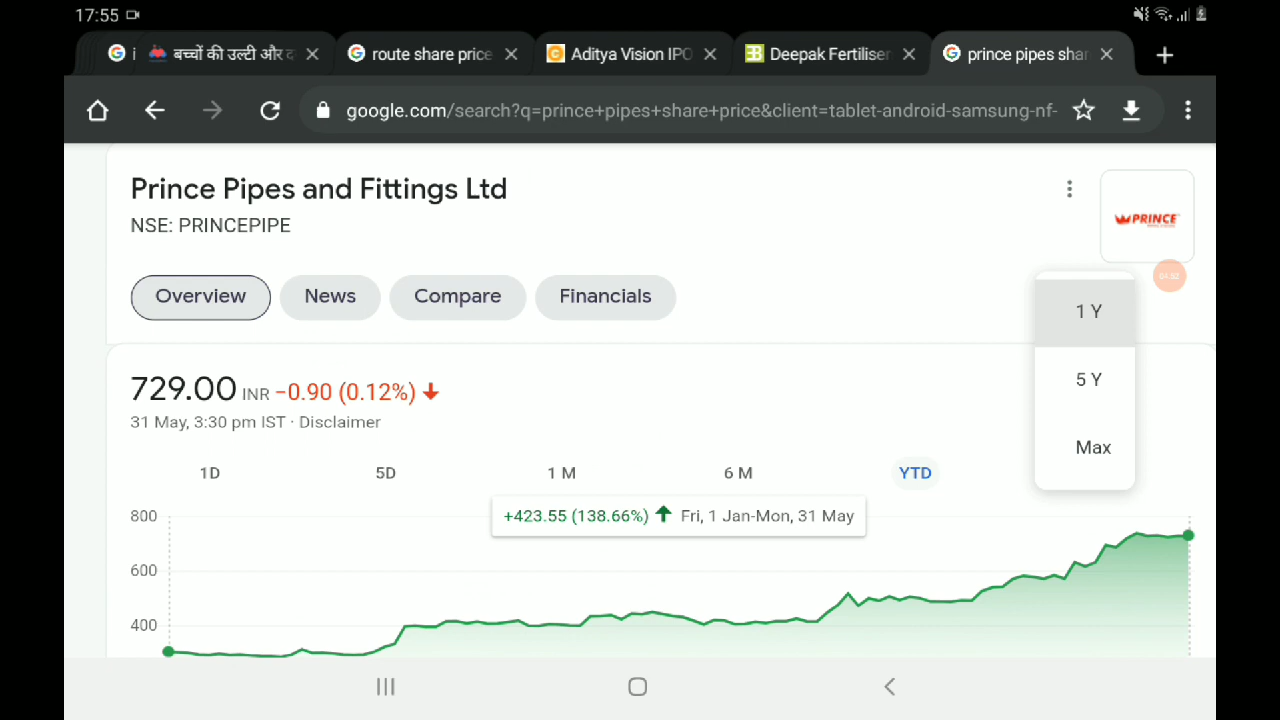 17:55
i बच्चों की उल्टी और द route share price Aditya Vision IPO Deepak Fertiliser prince pipes shar
google.com/search?q=prince+pipes+share+price&client=tablet-android-samsung-nf-
Prince Pipes and Fittings Ltd
NSE: PRINCEPIPE
PRINCE
Overview News Compare Financials
04:32
1 Y
5 Y
Max
729.00 INR −0.90 (0.12%)
31 May, 3:30 pm IST · Disclaimer
1D 5D 1 M 6 M YTD
+423.55 (138.66%) Fri, 1 Jan-Mon, 31 May
800
600
400